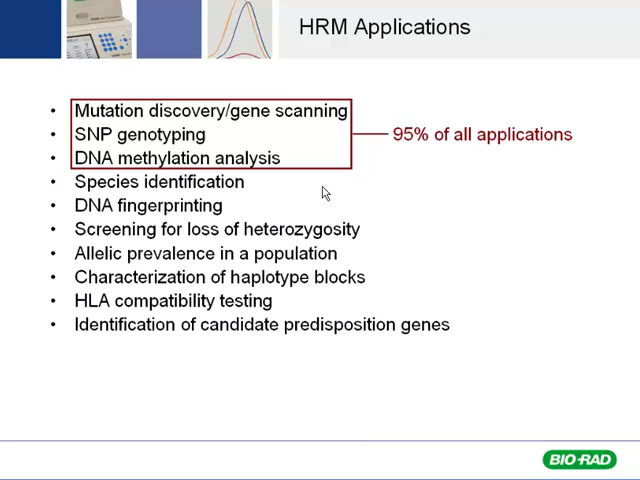 HRM Applications
• Mutation discovery/gene scanning
• SNP genotyping
95% of all applications
• DNA methylation analysis
• Species identification
• DNA fingerprinting
• Screening for loss of heterozygosity
• Allelic prevalence in a population
• Characterization of haplotype blocks
• HLA compatibility testing
• Identification of candidate predisposition genes
BIO-RAD